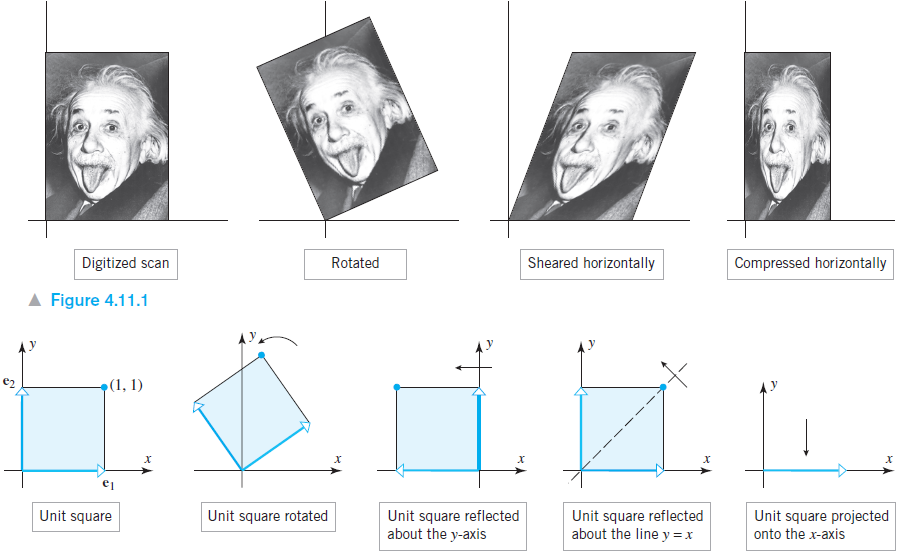 Digitized scan
Rotated
Sheared horizontally
Compressed horizontally
▲ Figure 4.11.1
y
e2
(1, 1)
x
e1
Unit square
y
x
Unit square rotated
y
x
Unit square reflected
about the y-axis
y
x
Unit square reflected
about the line y = x
y
x
Unit square projected
onto the x-axis